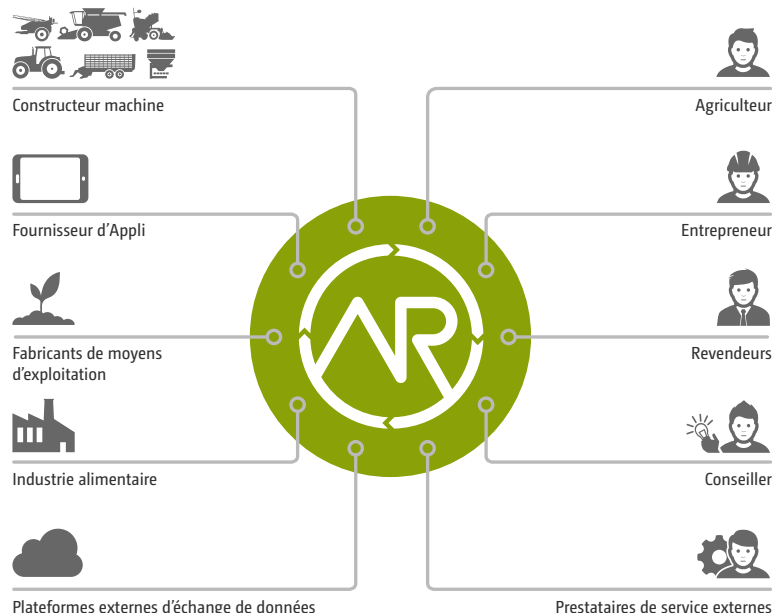 Constructeur machine
Agriculteur
Fournisseur d'Appli
Entrepreneur
Fabricants de moyens
d'exploitation
Revendeurs
AR
Industrie alimentaire
Conseiller
Plateformes externes d'échange de données
Prestataires de service externes